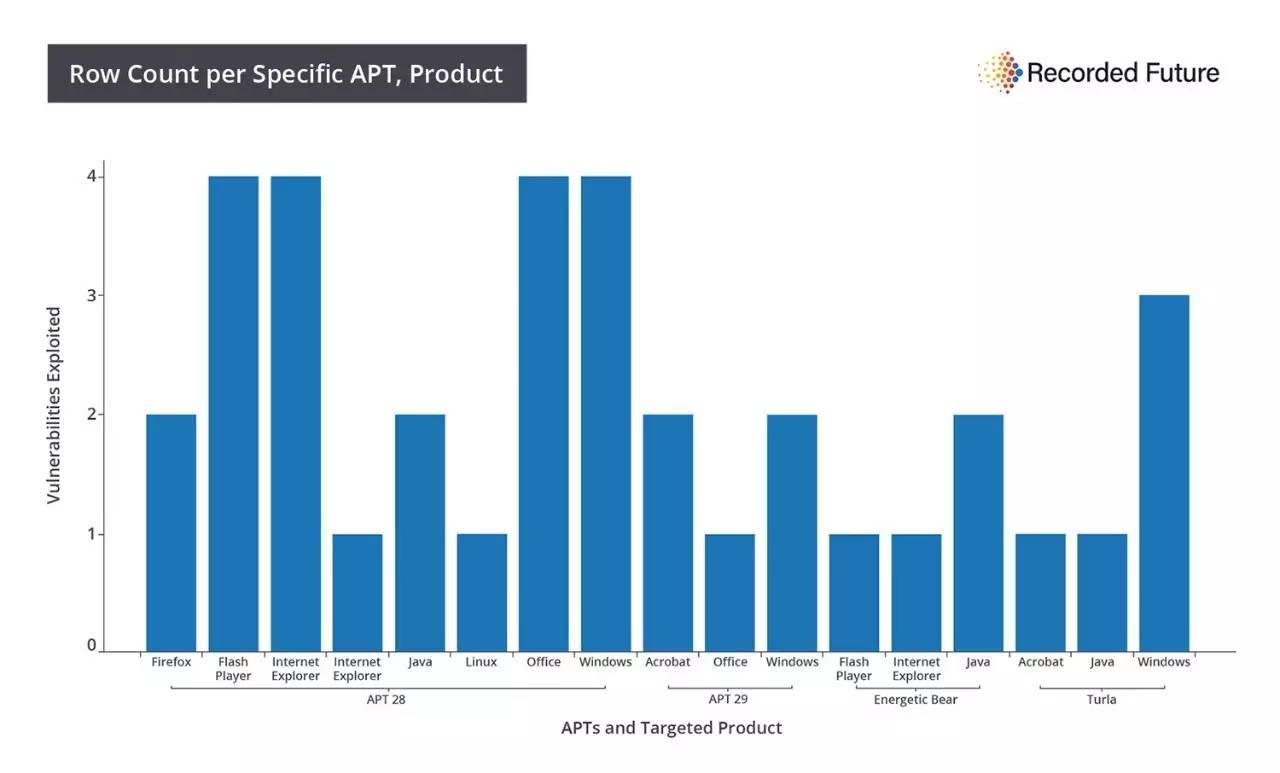 Row Count per Specific APT, Product
Recorded Future
Vulnerabilities Exploited
4
3
2
1
0
Firefox
Flash
Player
Internet
Explorer
Internet
Explorer
Java
Linux
Office
Windows
Acrobat
Office
Windows
Flash
Player
Internet
Explorer
Java
Acrobat
Java
Windows
APT 28
APT 29
Energetic Bear
Turla
APTs and Targeted Product